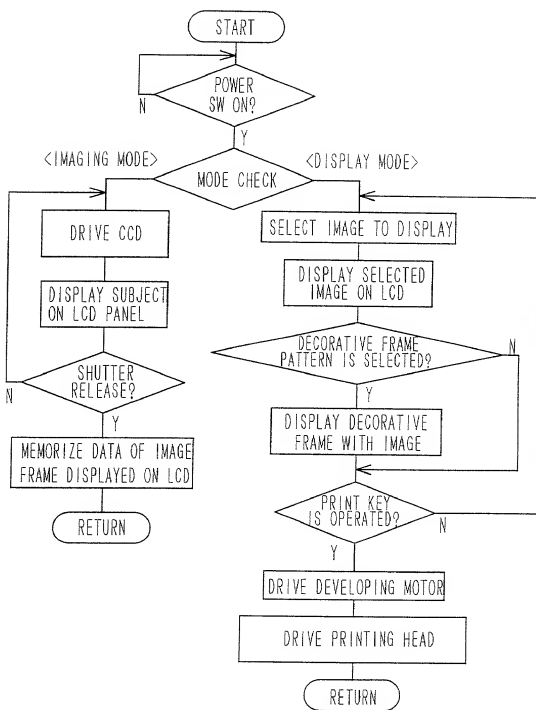 START
POWER
SW ON?
N
Y
<IMAGING MODE>
<DISPLAY MODE>
MODE CHECK
DRIVE CCD
DISPLAY SUBJECT
ON LCD PANEL
SHUTTER
RELEASE?
N
MEMORIZE DATA OF IMAGE
FRAME DISPLAYED ON LCD
RETURN
SELECT IMAGE TO DISPLAY
DISPLAY SELECTED
IMAGE ON LCD
DECORATIVE FRAME
PATTERN IS SELECTED?
N
Y
DISPLAY DECORATIVE
FRAME WITH IMAGE
PRINT KEY
IS OPERATED?
N
Y
DRIVE DEVELOPING MOTOR
DRIVE PRINTING HEAD
RETURN